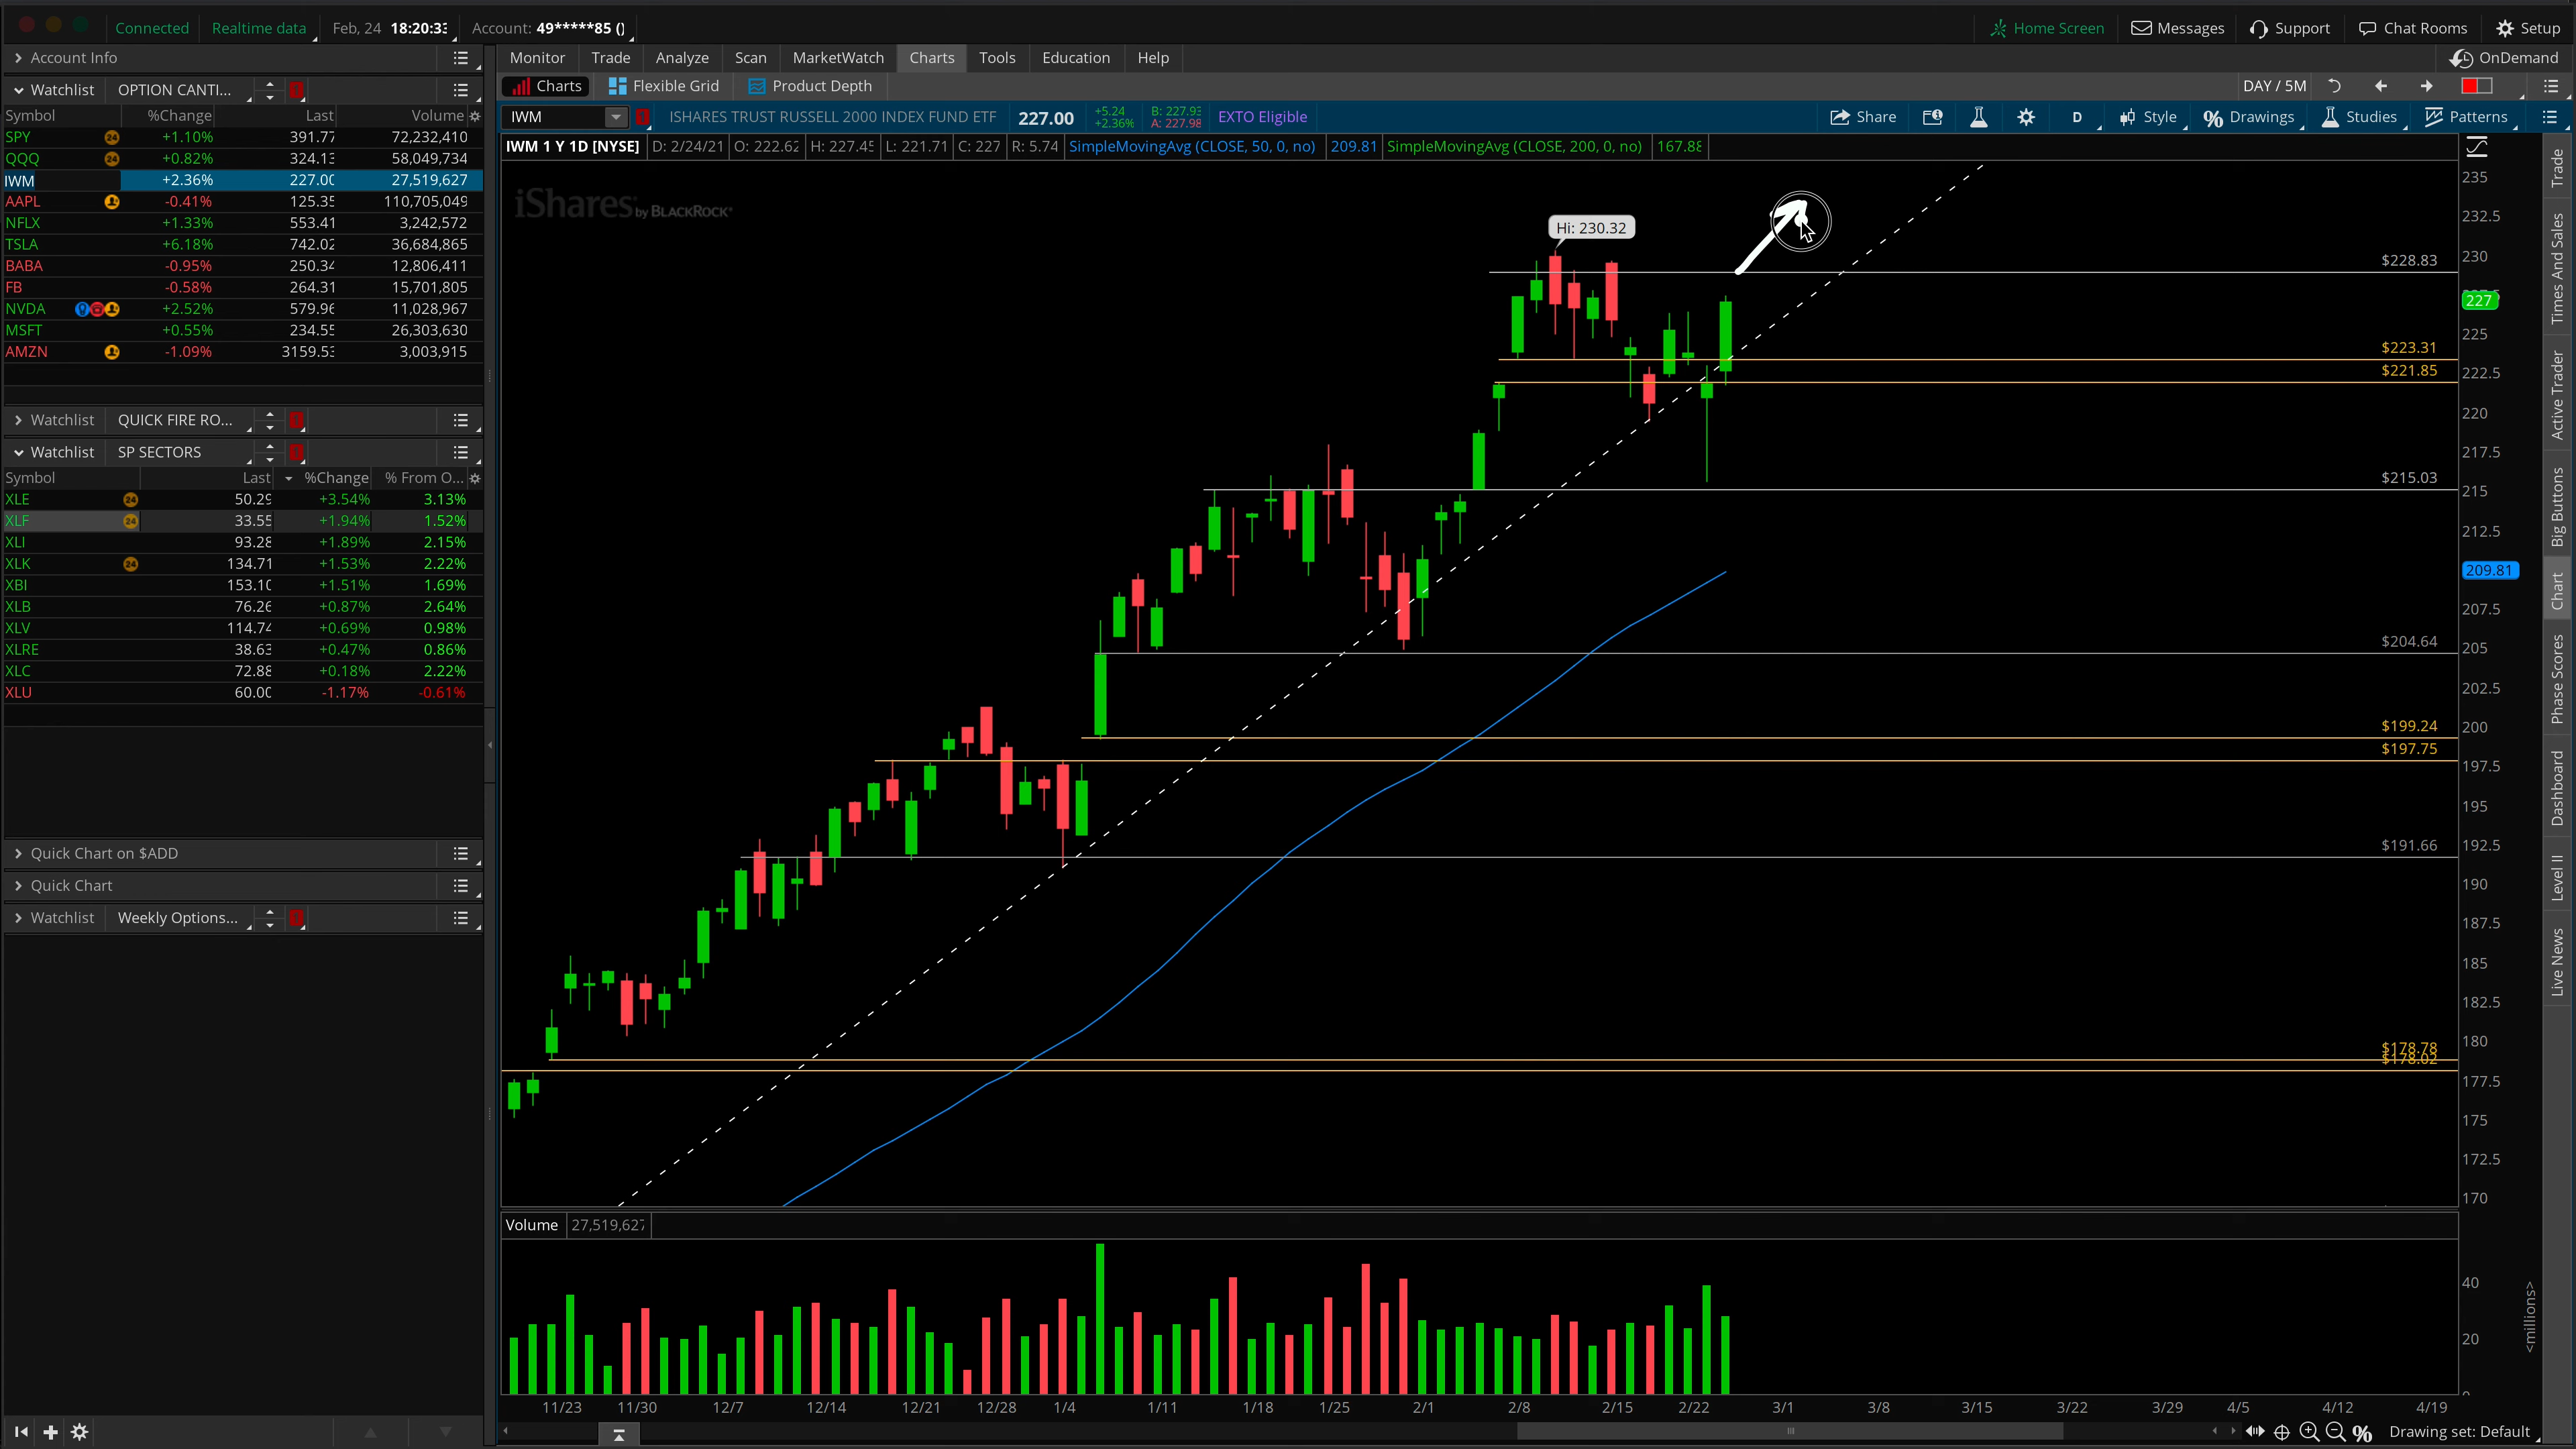 Connected Realtime data Feb, 24 18:20:33 Account: 49*****85 () Home Screen Messages Support Chat Rooms Setup
Account Info
Monitor Trade Analyze Scan MarketWatch Charts Tools Education Help OnDemand
Watchlist OPTION CANTI...
Charts Flexible Grid Product Depth DAY / 5M
Symbol %Change Last Volume
SPY 24 +1.10% 391.77 72,232,410
QQQ 24 +0.82% 324.13 58,049,734
IWM +2.36% 227.00 27,519,627
AAPL -0.41% 125.35 110,705,049
NFLX +1.33% 553.41 3,242,572
TSLA +6.18% 742.02 36,684,865
BABA -0.95% 250.34 12,806,411
FB -0.58% 264.31 15,701,805
NVDA +2.52% 579.96 11,028,967
MSFT +0.55% 234.55 26,303,630
AMZN -1.09% 3159.53 3,003,915
Watchlist QUICK FIRE RO...
Watchlist SP SECTORS
Symbol Last %Change % From O...
XLE 24 50.29 +3.54% 3.13%
XLF 24 33.55 +1.94% 1.52%
XLI 93.28 +1.89% 2.15%
XLK 24 134.71 +1.53% 2.22%
XBI 153.10 +1.51% 1.69%
XLB 76.26 +0.87% 2.64%
XLV 114.74 +0.69% 0.98%
XLRE 38.63 +0.47% 0.86%
XLC 72.88 +0.18% 2.22%
XLU 60.00 -1.17% -0.61%
Quick Chart on $ADD
Quick Chart
Watchlist Weekly Options...
IWM ISHARES TRUST RUSSELL 2000 INDEX FUND ETF 227.00 +5.24 +2.36% B: 227.93 A: 227.98 EXTO Eligible Share D Style Drawings Studies Patterns
IWM 1 Y 1D [NYSE] D: 2/24/21 O: 222.62 H: 227.45 L: 221.71 C: 227 R: 5.74 SimpleMovingAvg (CLOSE, 50, 0, no) 209.81 SimpleMovingAvg (CLOSE, 200, 0, no) 167.88
iShares by BLACKROCK
Hi: 230.32
$228.83
$223.31
$221.85
$215.03
$204.64
$199.24
$197.75
$191.66
$178.78
$178.02
235
232.5
230
227
225
222.5
220
217.5
215
212.5
209.81
207.5
205
202.5
200
197.5
195
192.5
190
187.5
185
182.5
180
177.5
175
172.5
170
Volume 27,519,627
40
20
<millions>
11/23 11/30 12/7 12/14 12/21 12/28 1/4 1/11 1/18 1/25 2/1 2/8 2/15 2/22 3/1 3/8 3/15 3/22 3/29 4/5 4/12 4/19
Drawing set: Default
Trade
Times And Sales
Active Trader
Big Buttons
Chart
Phase Scores
Dashboard
Level II
Live News